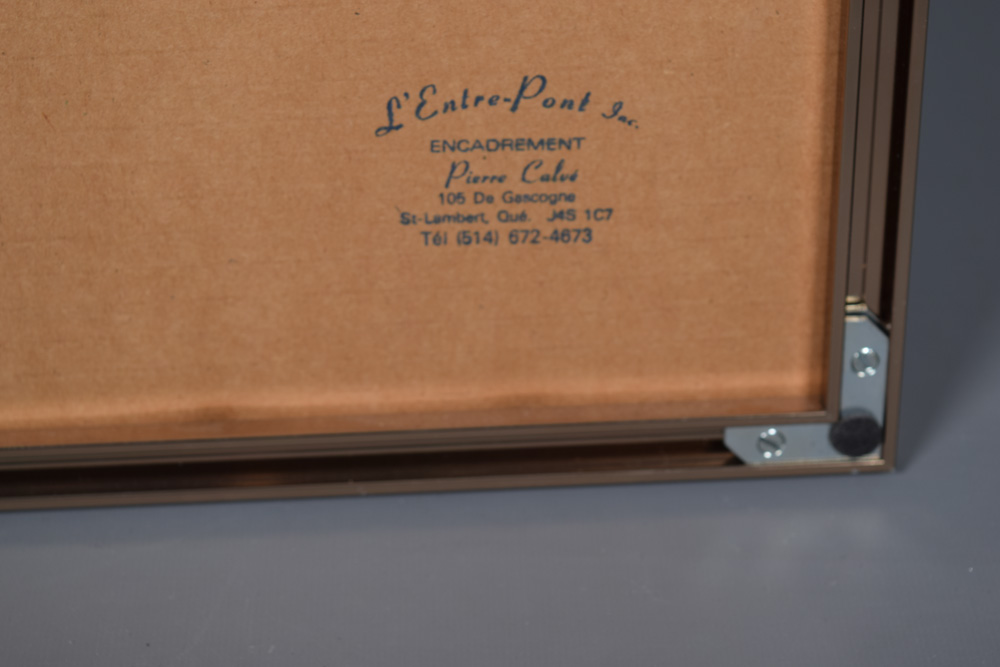 L'Entre-Pont Inc.
ENCADREMENT
Pierre Calvé
105 De Gascogne
St-Lambert, Qué. J4S 1C7
Tél (514) 672-4673